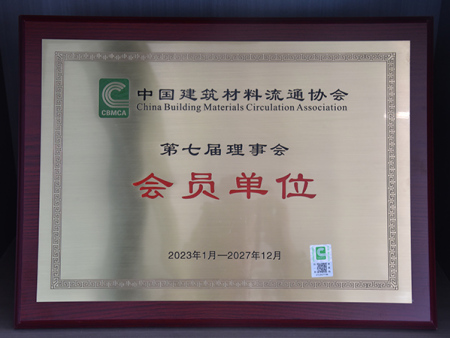 中国建筑材料流通协会
CBMCA
China Building Materials Circulation Association
第七届理事会
会员单位
2023年1月—2027年12月